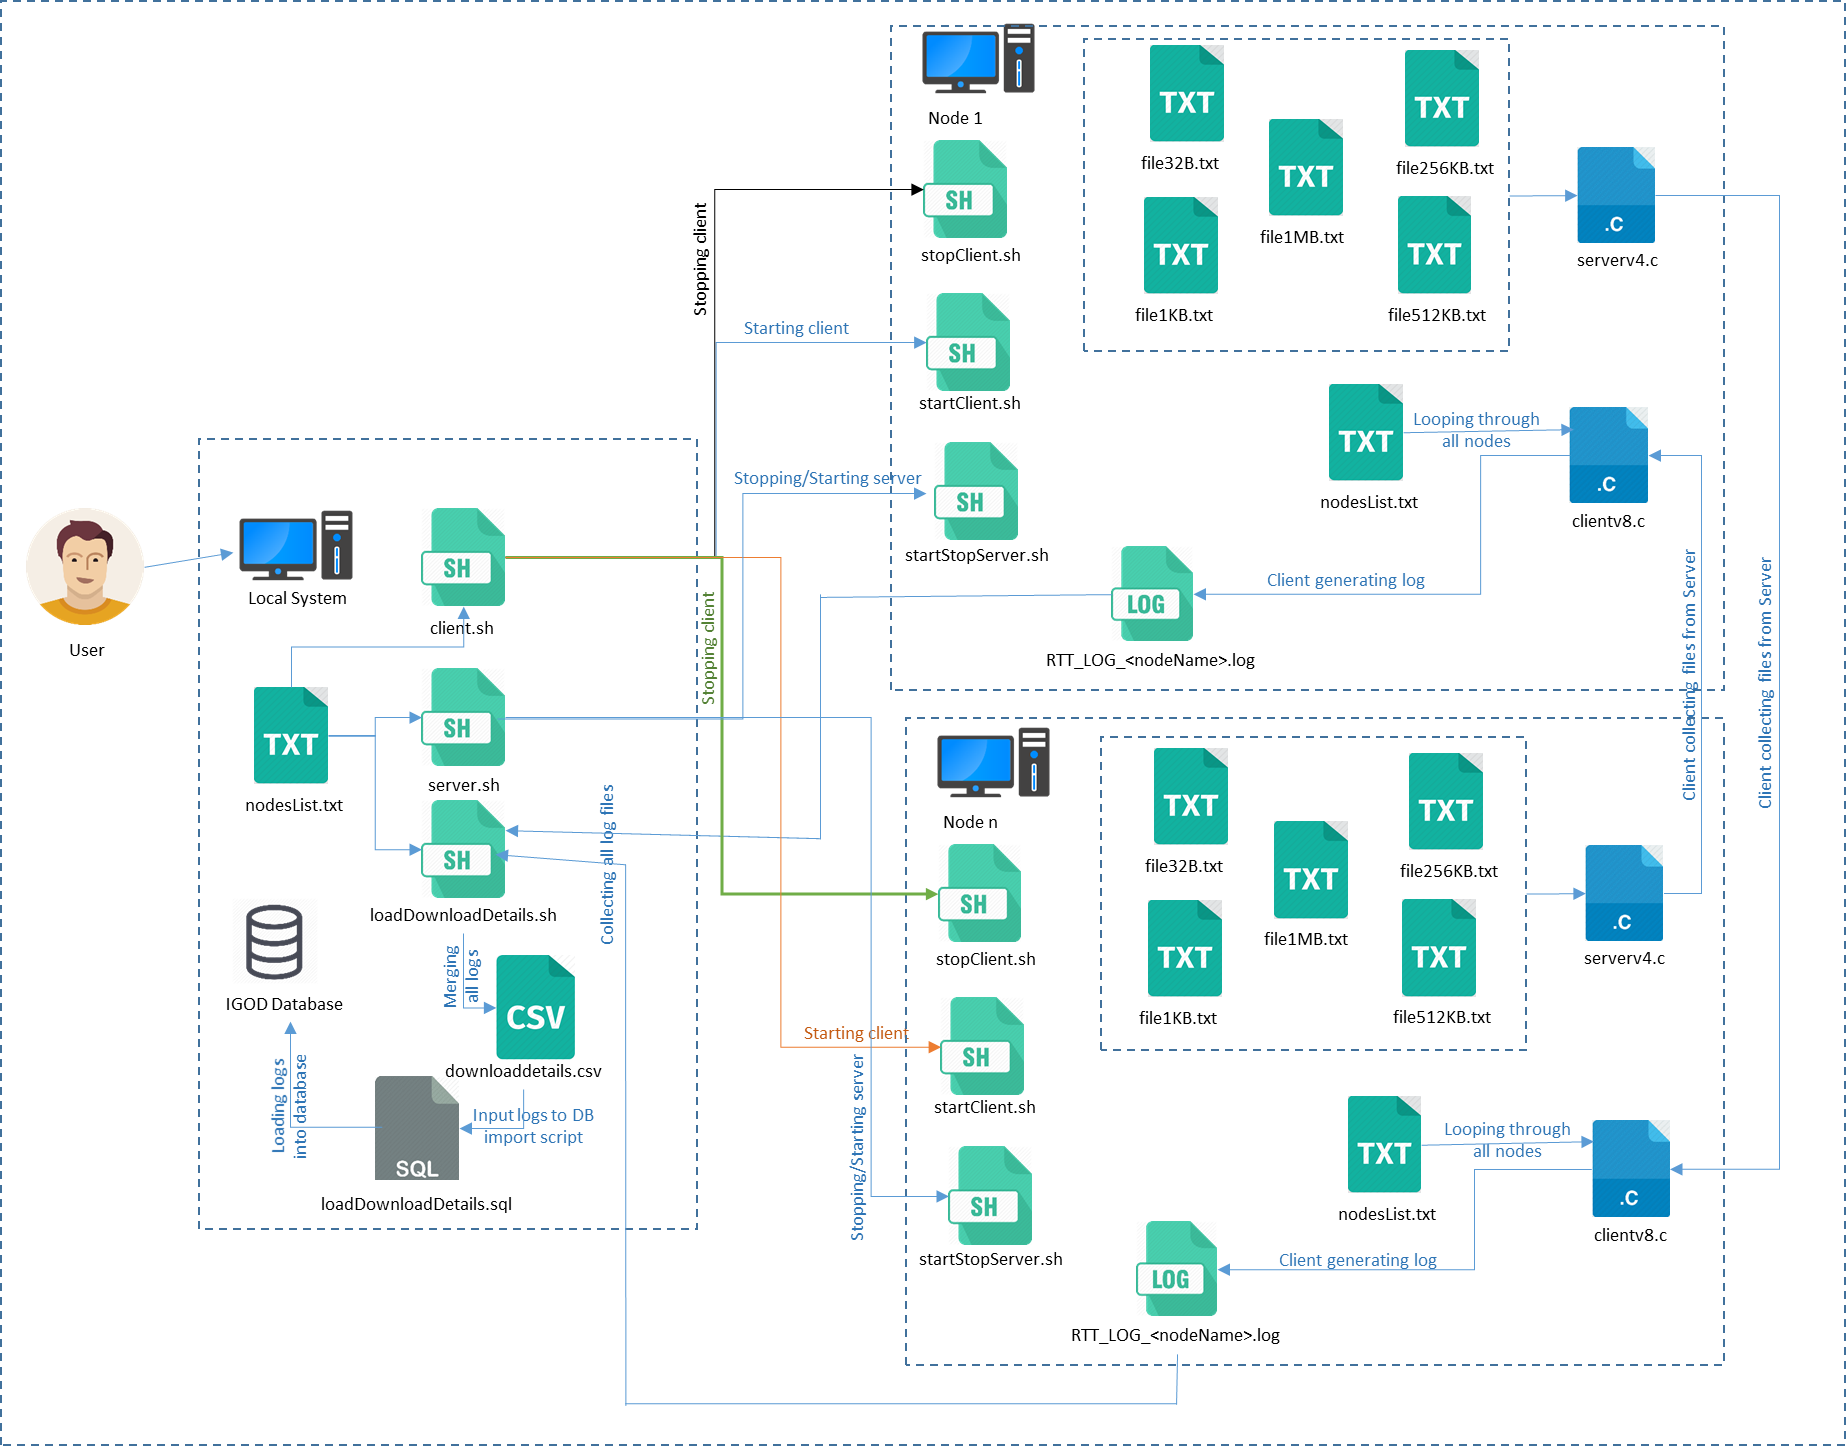 User
Local System
SH
client.sh
TXT
nodesList.txt
SH
server.sh
SH
loadDownloadDetails.sh
IGOD Database
Merging
all logs
CSV
downloaddetails.csv
Input logs to DB
import script
Loading logs
into database
SQL
loadDownloadDetails.sql
Collecting all log files
Stopping client
Stopping client
Starting client
Stopping/Starting server
Starting client
Stopping/Starting server
Node 1
SH
stopClient.sh
SH
startClient.sh
SH
startStopServer.sh
TXT
file32B.txt
TXT
file256KB.txt
TXT
file1MB.txt
TXT
file1KB.txt
TXT
file512KB.txt
.C
serverv4.c
TXT
nodesList.txt
Looping through
all nodes
.C
clientv8.c
Client generating log
LOG
RTT_LOG_<nodeName>.log
Client collecting files from Server
Client collecting files from Server
Node n
SH
stopClient.sh
SH
startClient.sh
SH
startStopServer.sh
TXT
file32B.txt
TXT
file256KB.txt
TXT
file1MB.txt
TXT
file1KB.txt
TXT
file512KB.txt
.C
serverv4.c
TXT
nodesList.txt
Looping through
all nodes
.C
clientv8.c
Client generating log
LOG
RTT_LOG_<nodeName>.log